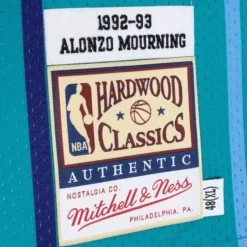 1992-93
ALONZO MOURNING
HARDWOOD
CLASSICS
NBA
AUTHENTIC
NOSTALGIA CO.
Mitchell & Ness
PHILADELPHIA, PA.
48(XL)